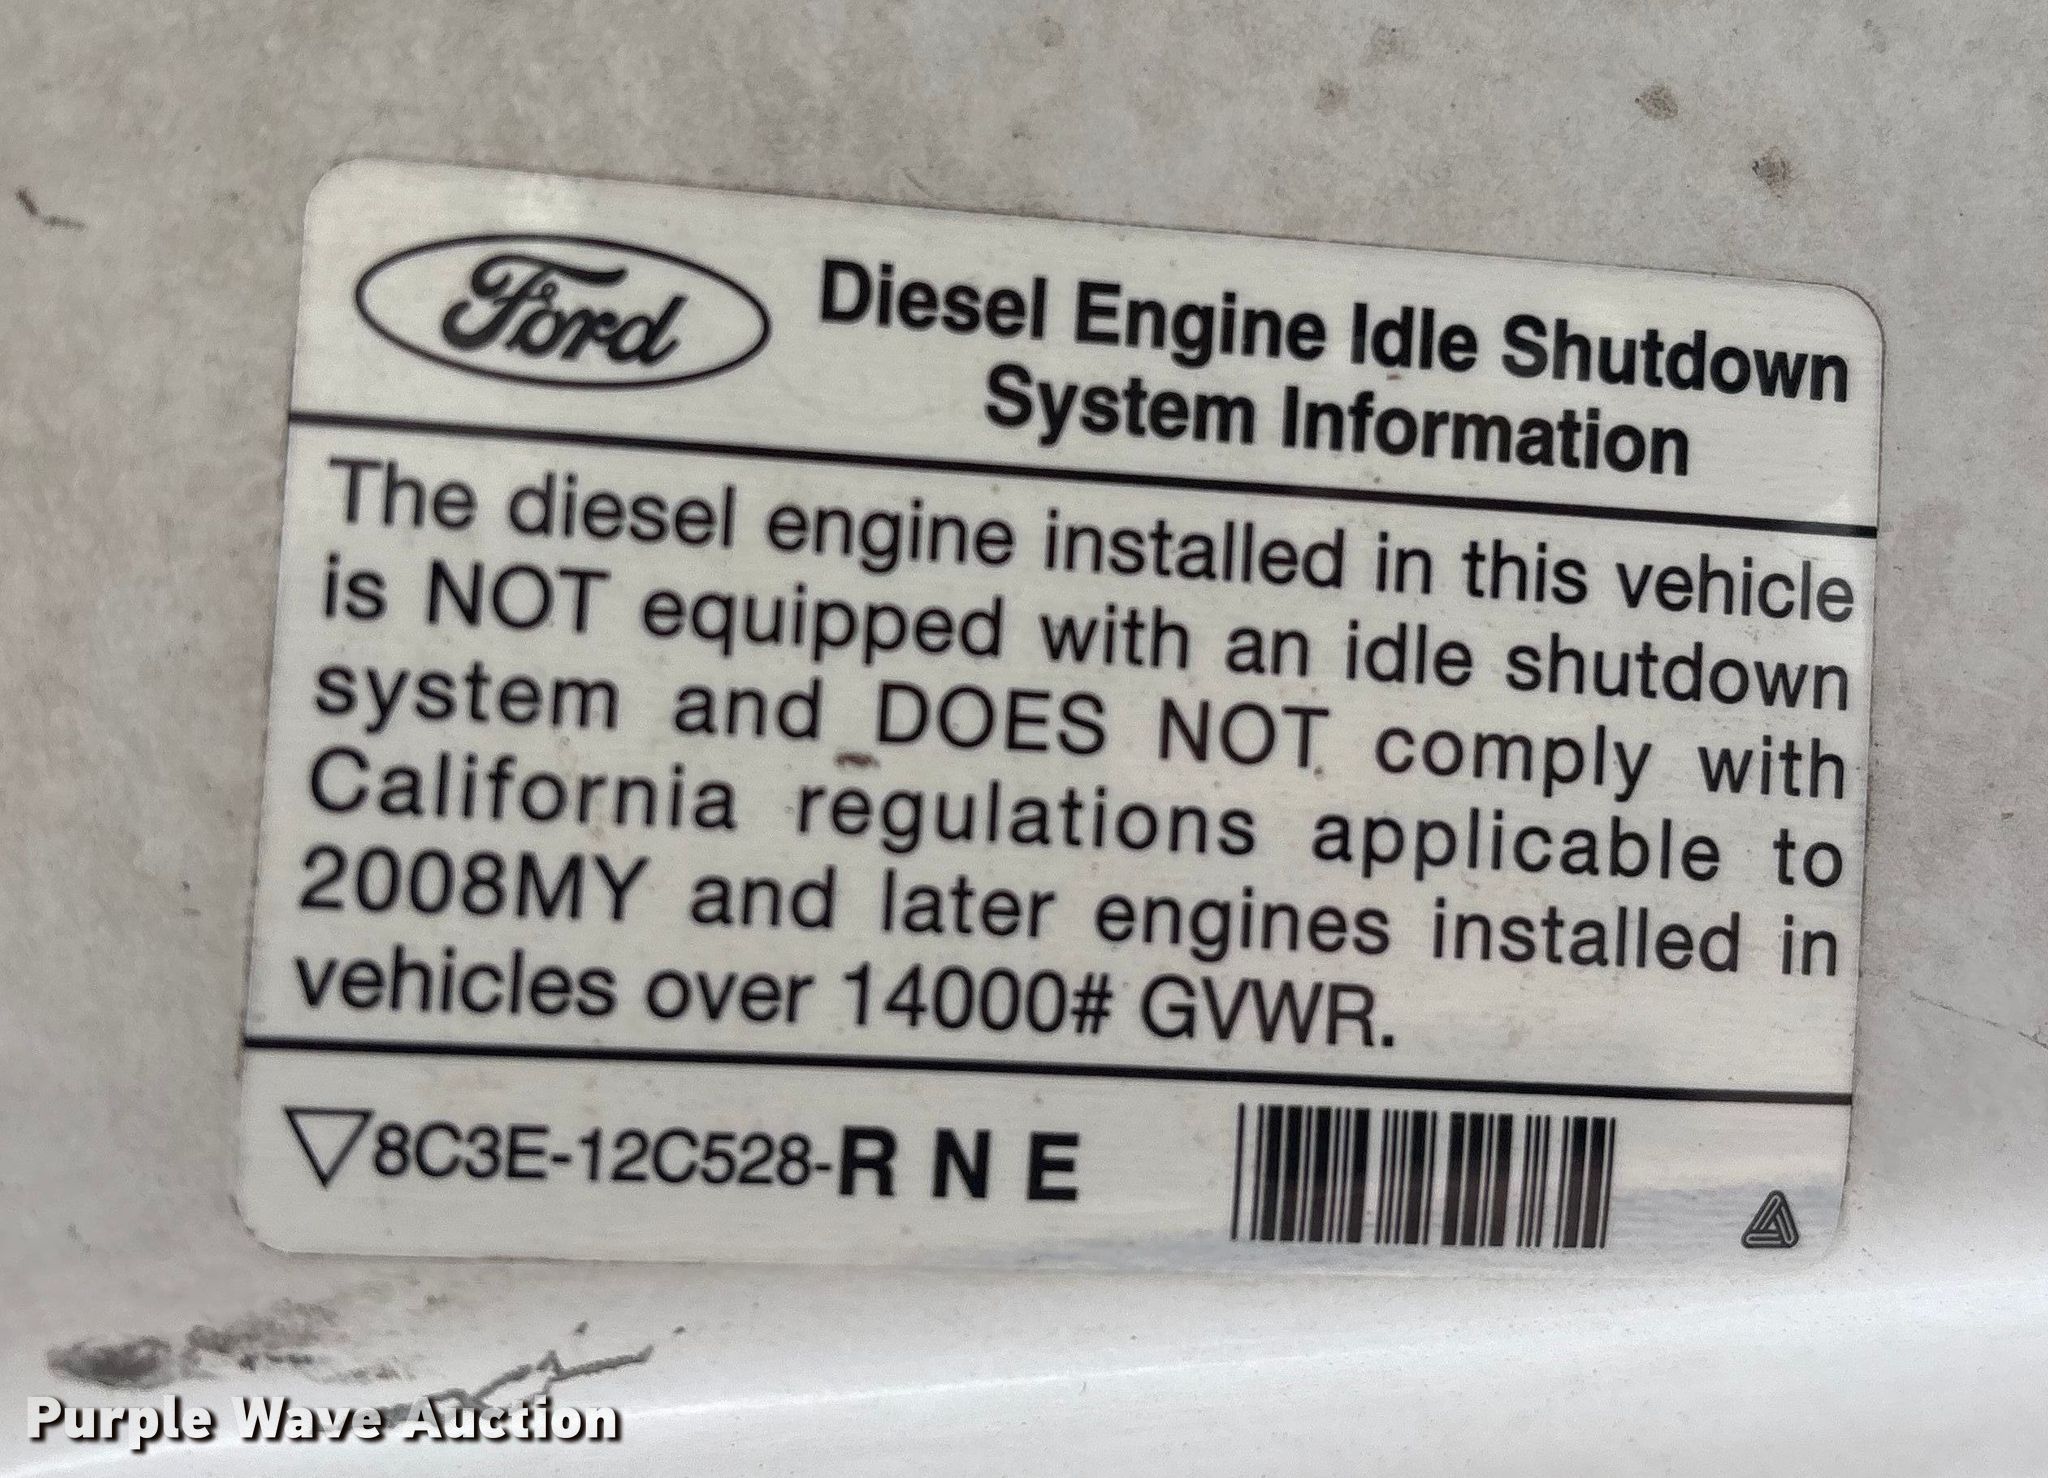 Ford
Diesel Engine Idle Shutdown
System Information
The diesel engine installed in this vehicle
is NOT equipped with an idle shutdown
system and DOES NOT comply with
California regulations applicable to
2008MY and later engines installed in
vehicles over 14000# GVWR.
8C3E-12C528-R N E
Purple Wave Auction